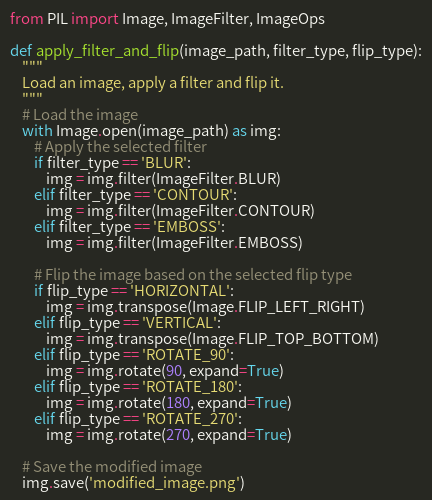 from PIL import Image, ImageFilter, ImageOps

def apply_filter_and_flip(image_path, filter_type, flip_type):
    """
    Load an image, apply a filter and flip it.
    """
    # Load the image
    with Image.open(image_path) as img:
        # Apply the selected filter
        if filter_type == 'BLUR':
            img = img.filter(ImageFilter.BLUR)
        elif filter_type == 'CONTOUR':
            img = img.filter(ImageFilter.CONTOUR)
        elif filter_type == 'EMBOSS':
            img = img.filter(ImageFilter.EMBOSS)

        # Flip the image based on the selected flip type
        if flip_type == 'HORIZONTAL':
            img = img.transpose(Image.FLIP_LEFT_RIGHT)
        elif flip_type == 'VERTICAL':
            img = img.transpose(Image.FLIP_TOP_BOTTOM)
        elif flip_type == 'ROTATE_90':
            img = img.rotate(90, expand=True)
        elif flip_type == 'ROTATE_180':
            img = img.rotate(180, expand=True)
        elif flip_type == 'ROTATE_270':
            img = img.rotate(270, expand=True)

    # Save the modified image
    img.save('modified_image.png')